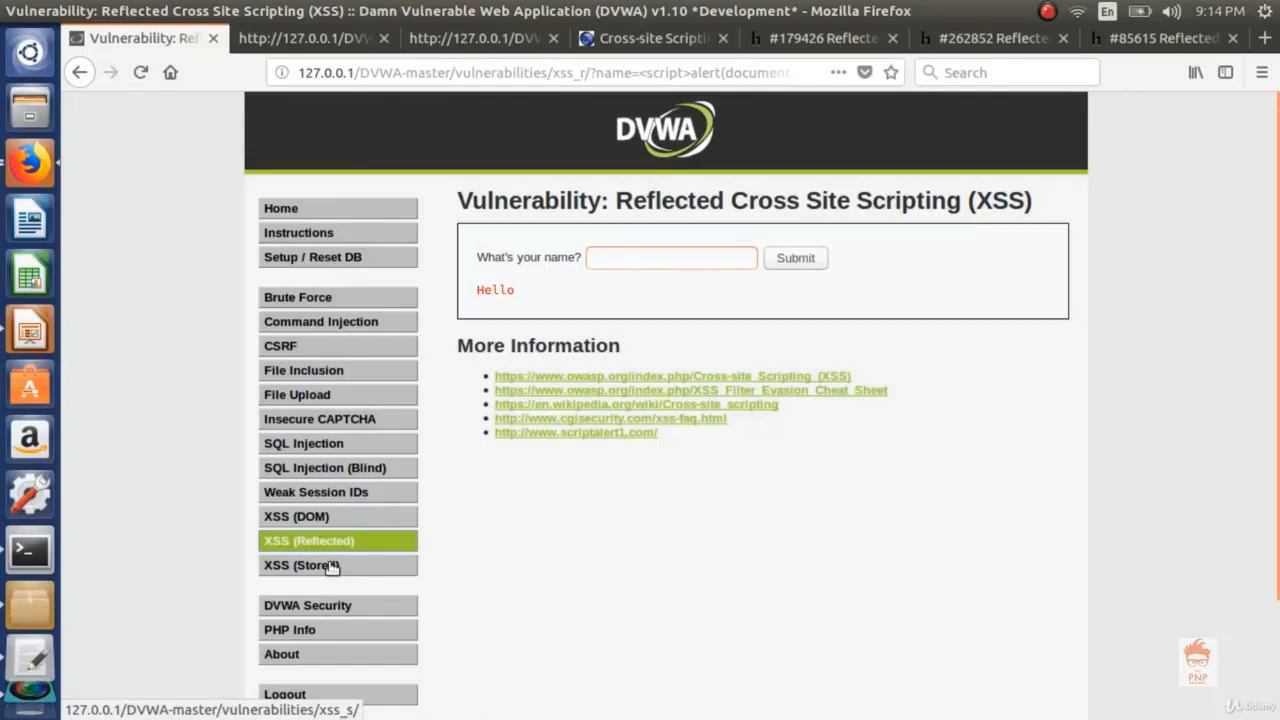 Vulnerability: Reflected Cross Site Scripting (XSS) :: Damn Vulnerable Web Application (DVWA) v1.10 *Development* - Mozilla Firefox
En
9:14 PM
Vulnerability: Ref
http://127.0.0.1/DV
http://127.0.0.1/DV
Cross-site Scripti
#179426 Reflecte
#262852 Reflecte
#85615 Reflected
127.0.0.1/DVWA-master/vulnerabilities/xss_r/?name=<script>alert(document
Search
DVWA
Home
Instructions
Setup / Reset DB
Brute Force
Command Injection
CSRF
File Inclusion
File Upload
Insecure CAPTCHA
SQL Injection
SQL Injection (Blind)
Weak Session IDs
XSS (DOM)
XSS (Reflected)
XSS (Stored)
DVWA Security
PHP Info
About
Logout
Vulnerability: Reflected Cross Site Scripting (XSS)
What's your name?
Submit
Hello
More Information
https://www.owasp.org/index.php/Cross-site_Scripting_(XSS)
https://www.owasp.org/index.php/XSS_Filter_Evasion_Cheat_Sheet
https://en.wikipedia.org/wiki/Cross-site_scripting
http://www.cgisecurity.com/xss-faq.html
http://www.scriptalert1.com/
PNP
Udemy
127.0.0.1/DVWA-master/vulnerabilities/xss_s/